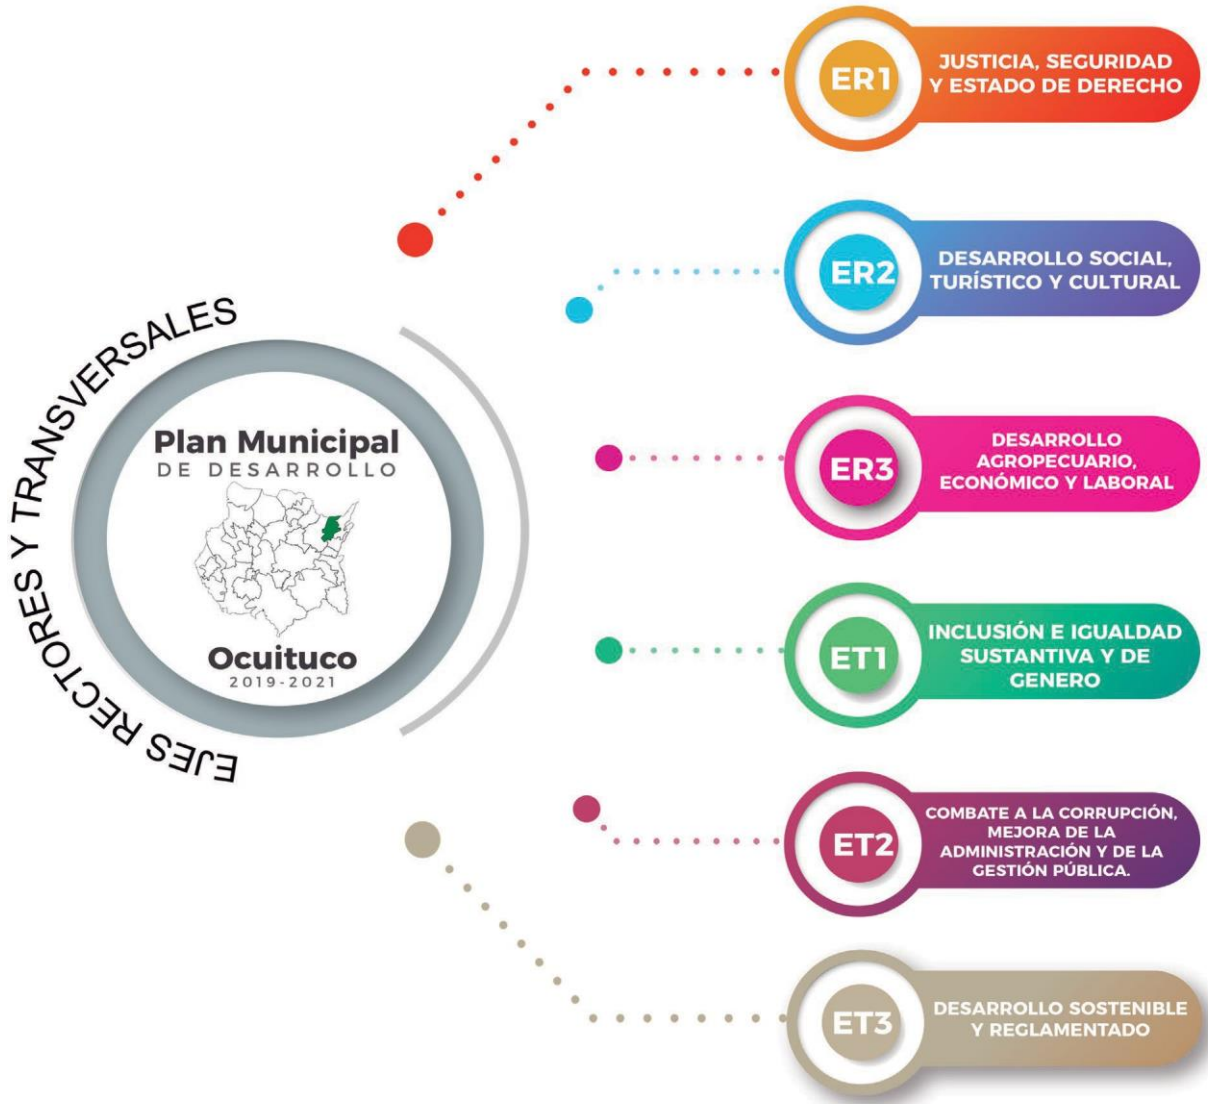 EJES RECTORES Y TRANSVERSALES
Plan Municipal
DE DESARROLLO
Ocuituco
2019-2021
ER1
JUSTICIA, SEGURIDAD
Y ESTADO DE DERECHO
ER2
DESARROLLO SOCIAL,
TURÍSTICO Y CULTURAL
ER3
DESARROLLO
AGROPECUARIO,
ECONÓMICO Y LABORAL
ET1
INCLUSIÓN E IGUALDAD
SUSTANTIVA Y DE
GENERO
ET2
COMBATE A LA CORRUPCIÓN,
MEJORA DE LA
ADMINISTRACIÓN Y DE LA
GESTIÓN PÚBLICA.
ET3
DESARROLLO SOSTENIBLE
Y REGLAMENTADO